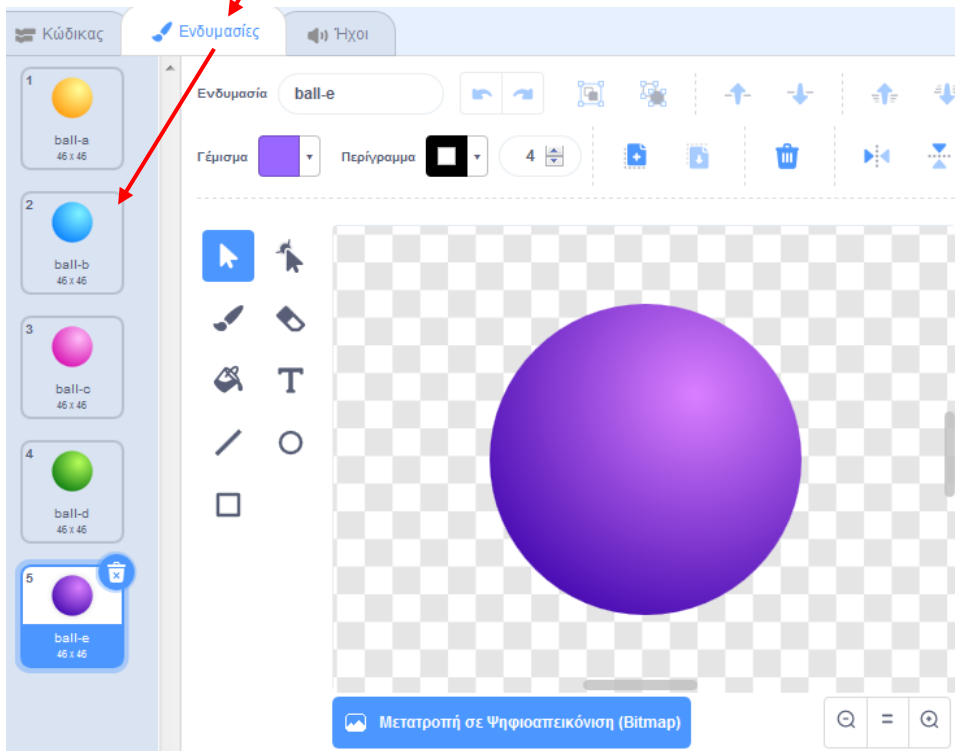 Κώδικας Ενδυμασίες Ήχοι
1
ball-a
46 x 46
2
ball-b
46 x 46
3
ball-c
46 x 46
4
ball-d
46 x 46
5
ball-e
46 x 46
Ενδυμασία ball-e
Γέμισμα Περίγραμμα 4
T
Μετατροπή σε Ψηφιοαπεικόνιση (Bitmap)